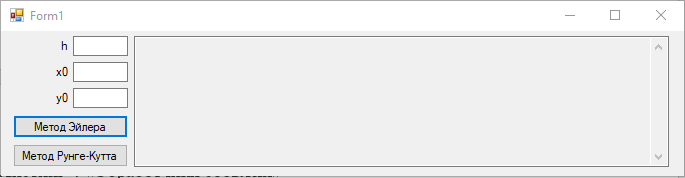 Form1
h
x0
y0
Метод Эйлера
Метод Рунге-Кутта